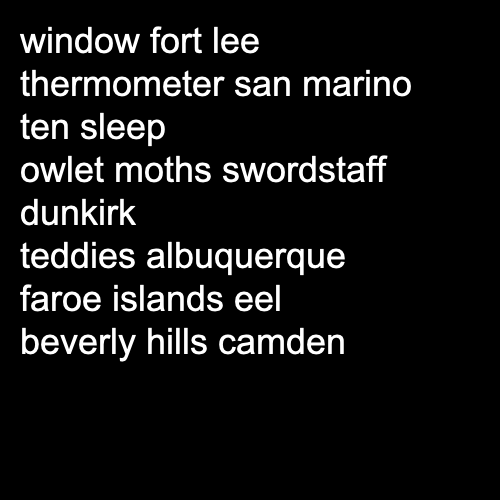 window fort lee
thermometer san marino
ten sleep
owlet moths swordstaff
dunkirk
teddies albuquerque
faroe islands eel
beverly hills camden